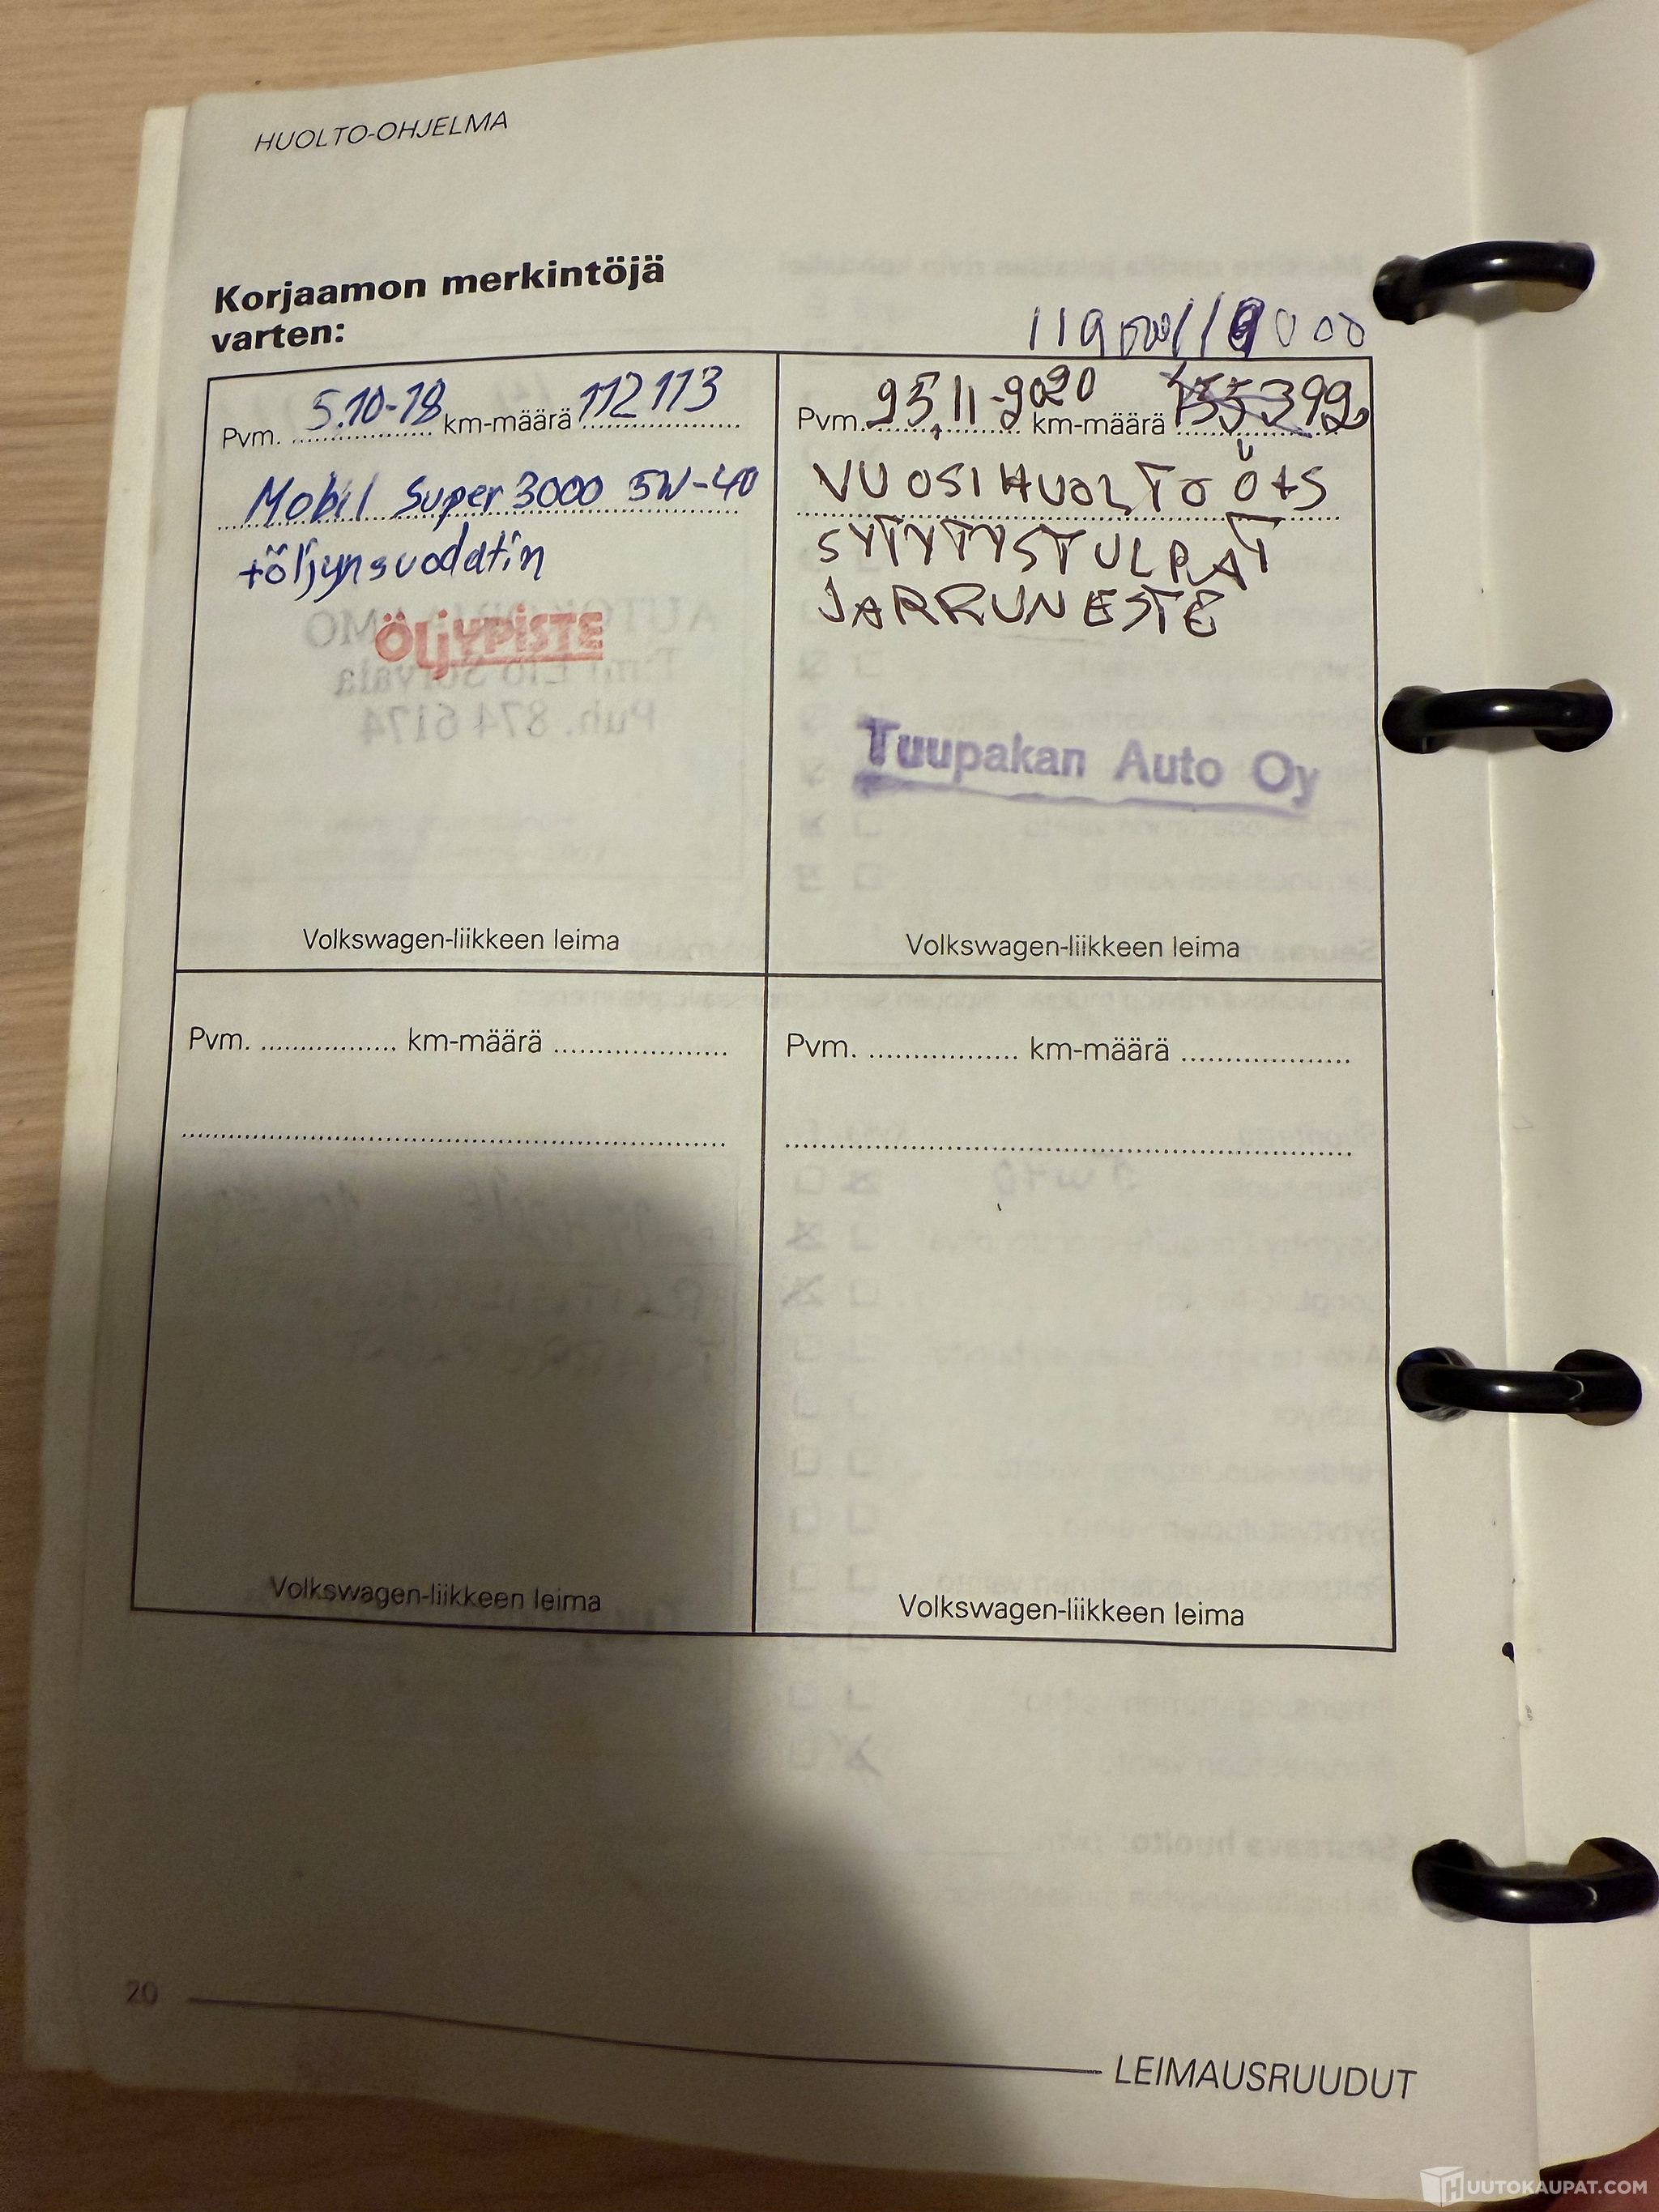 HUOLTO-OHJELMA
Korjaamon merkintöjä
varten:
Pvm. 5.10-18 km-määrä 112113
Mobil Super 3000 5W-40
+öljynsuodatin
ÖLJYPISTE
Volkswagen-liikkeen leima
Pvm. 25.11-2020 km-määrä 155392
VUOSIHUOLTO ÖTS
SYTYTYSTULPAT
JARRUNESTE
Tuupakan Auto Oy
Volkswagen-liikkeen leima
Pvm. km-määrä
Volkswagen-liikkeen leima
Pvm. km-määrä
Volkswagen-liikkeen leima
20
LEIMAUSRUUDUT
HUUTOKAUPAT.COM